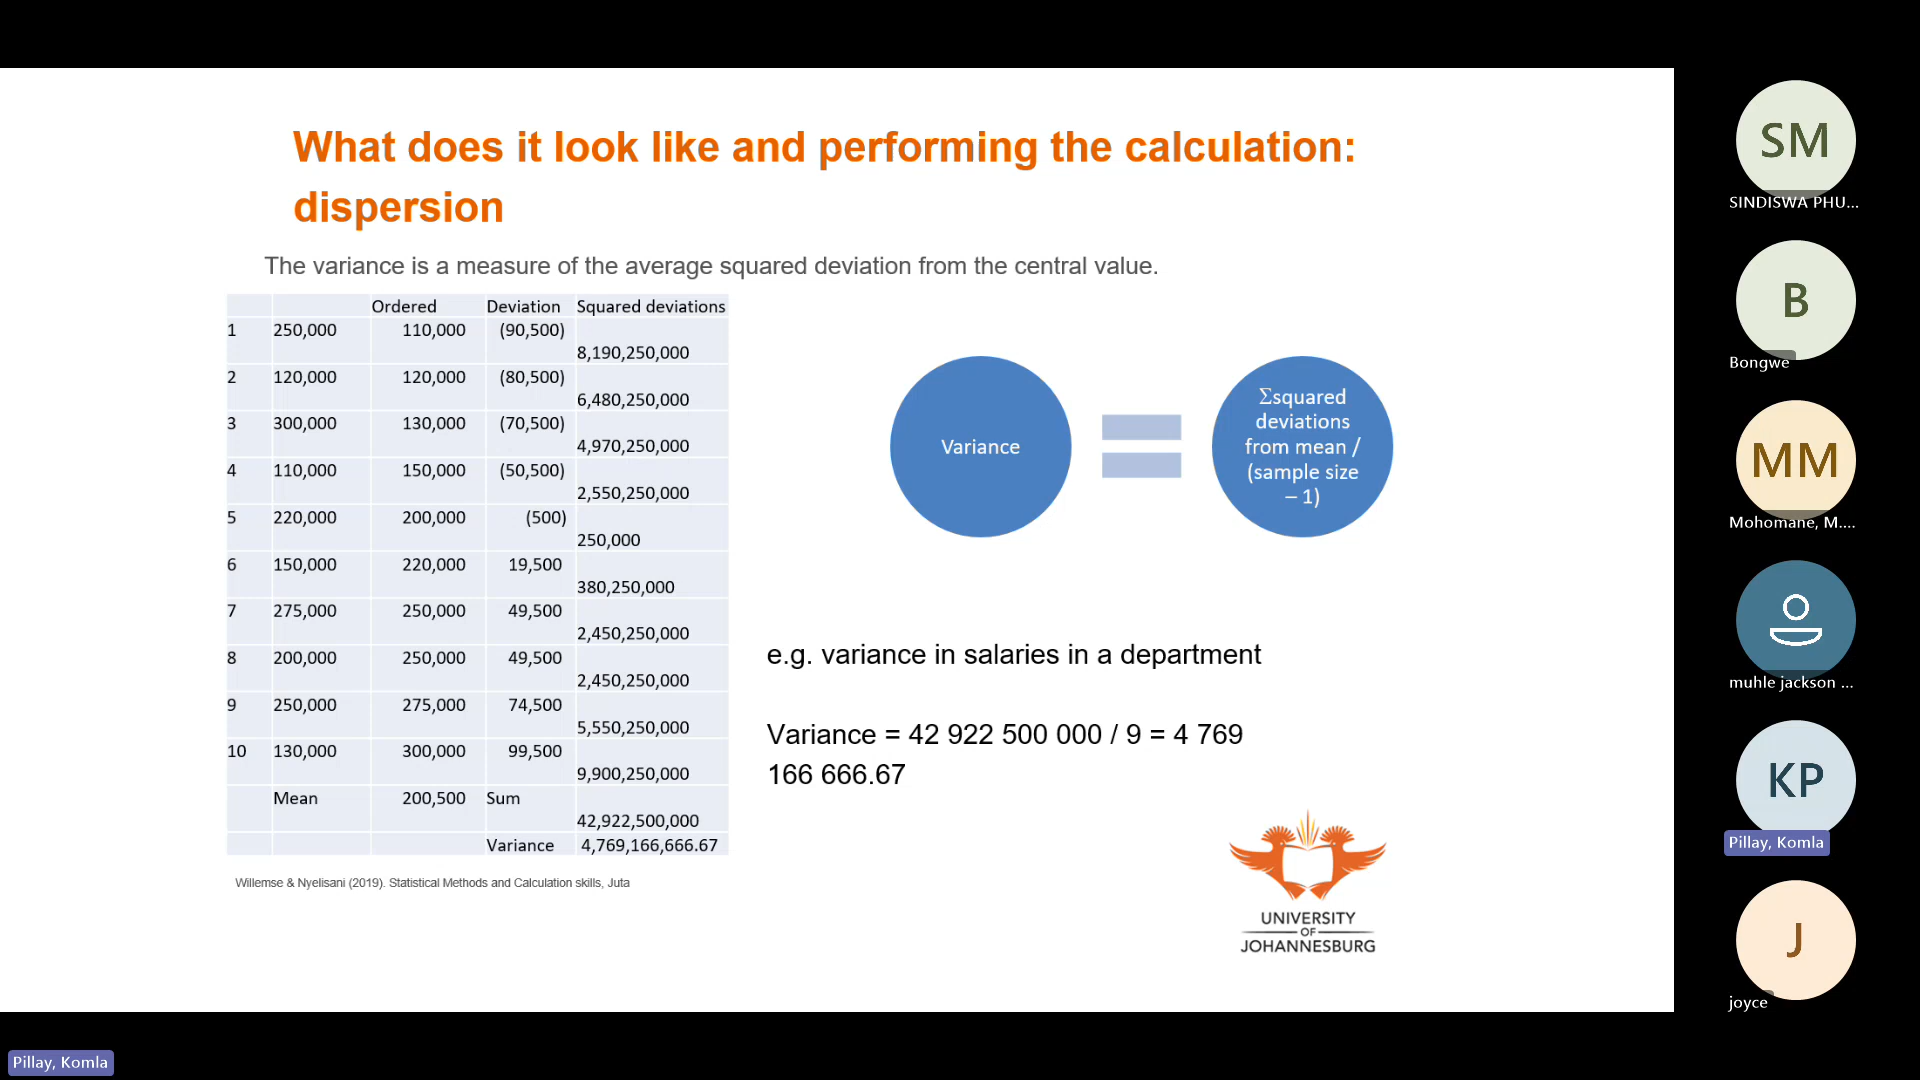 What does it look like and performing the calculation:
dispersion
The variance is a measure of the average squared deviation from the central value.
Ordered Deviation Squared deviations
1 250,000 110,000 (90,500) 8,190,250,000
2 120,000 120,000 (80,500) 6,480,250,000
3 300,000 130,000 (70,500) 4,970,250,000
4 110,000 150,000 (50,500) 2,550,250,000
5 220,000 200,000 (500) 250,000
6 150,000 220,000 19,500 380,250,000
7 275,000 250,000 49,500 2,450,250,000
8 200,000 250,000 49,500 2,450,250,000
9 250,000 275,000 74,500 5,550,250,000
10 130,000 300,000 99,500 9,900,250,000
Mean 200,500 Sum 42,922,500,000
Variance 4,769,166,666.67
Willemse & Nyelisani (2019). Statistical Methods and Calculation skills, Juta
Variance
Σsquared
deviations
from mean /
(sample size
– 1)
e.g. variance in salaries in a department
Variance = 42 922 500 000 / 9 = 4 769
166 666.67
UNIVERSITY
OF
JOHANNESBURG
SM
SINDISWA PHU...
B
Bongwe
MM
Mohomane, M....
muhle jackson ...
KP
Pillay, Komla
J
joyce
Pillay, Komla